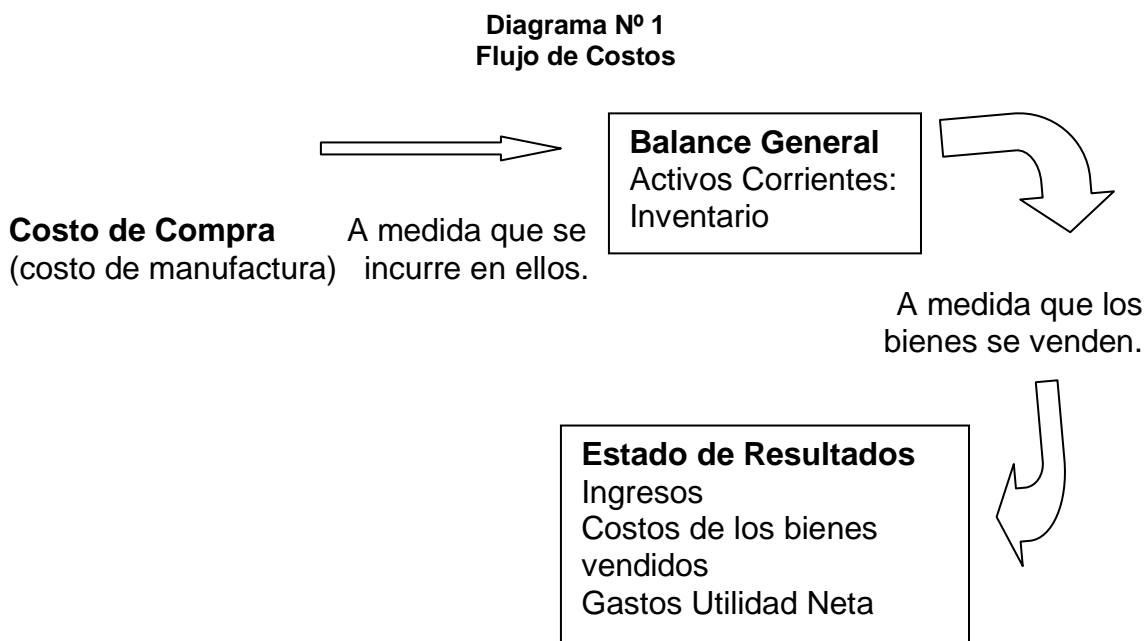 Diagrama Nº 1
Flujo de Costos
Balance General
Activos Corrientes:
Inventario
Costo de Compra
(costo de manufactura)
A medida que se
incurre en ellos.
A medida que los
bienes se venden.
Estado de Resultados
Ingresos
Costos de los bienes
vendidos
Gastos Utilidad Neta